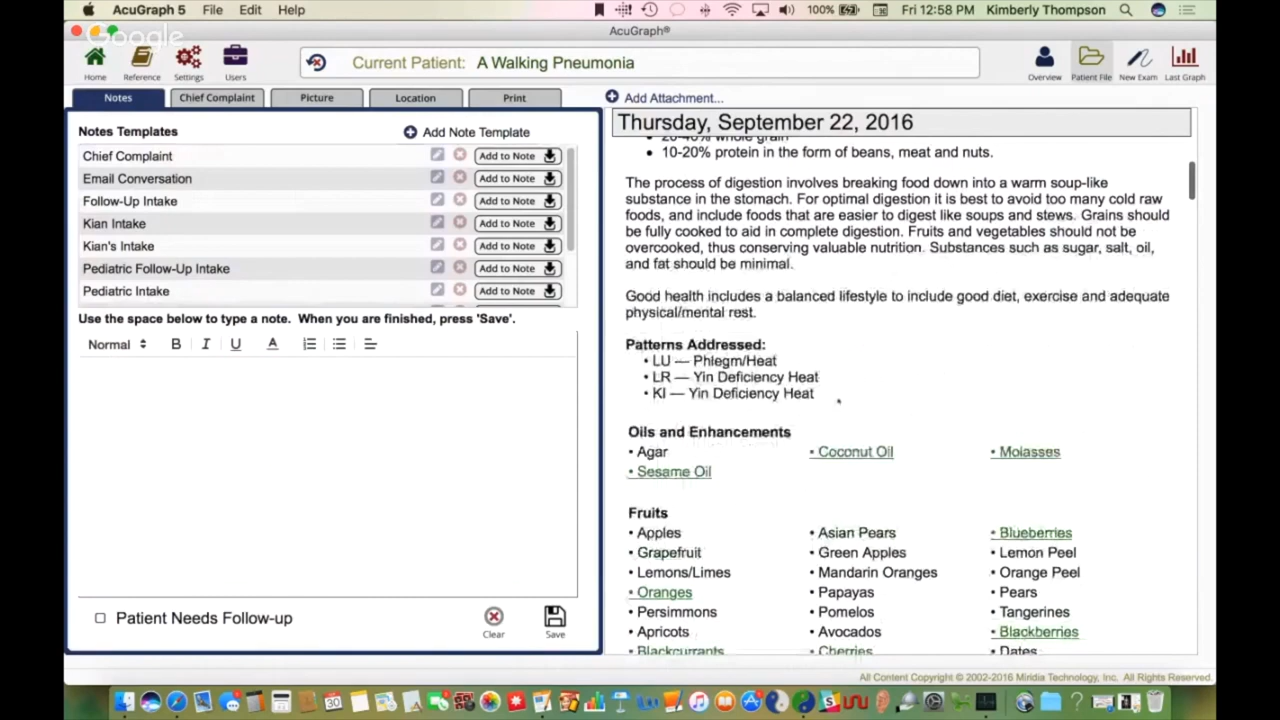 AcuGraph 5 File Edit Help
100% Fri 12:58 PM Kimberly Thompson
Google
AcuGraph®
Home Reference Settings Users
Current Patient: A Walking Pneumonia
Overview Patient File New Exam Last Graph
Notes Chief Complaint Picture Location Print
Notes Templates
Add Note Template
Chief Complaint Add to Note
Email Conversation Add to Note
Follow-Up Intake Add to Note
Kian Intake Add to Note
Kian's Intake Add to Note
Pediatric Follow-Up Intake Add to Note
Pediatric Intake Add to Note
Use the space below to type a note. When you are finished, press 'Save'.
Normal B I U A
Patient Needs Follow-up
Clear Save
Add Attachment...
Thursday, September 22, 2016
20-40% whole grain
• 10-20% protein in the form of beans, meat and nuts.
The process of digestion involves breaking food down into a warm soup-like
substance in the stomach. For optimal digestion it is best to avoid too many cold raw
foods, and include foods that are easier to digest like soups and stews. Grains should
be fully cooked to aid in complete digestion. Fruits and vegetables should not be
overcooked, thus conserving valuable nutrition. Substances such as sugar, salt, oil,
and fat should be minimal.
Good health includes a balanced lifestyle to include good diet, exercise and adequate
physical/mental rest.
Patterns Addressed:
• LU — Phlegm/Heat
• LR — Yin Deficiency Heat
• KI — Yin Deficiency Heat
Oils and Enhancements
• Agar • Coconut Oil • Molasses
• Sesame Oil
Fruits
• Apples • Asian Pears • Blueberries
• Grapefruit • Green Apples • Lemon Peel
• Lemons/Limes • Mandarin Oranges • Orange Peel
• Oranges • Papayas • Pears
• Persimmons • Pomelos • Tangerines
• Apricots • Avocados • Blackberries
• Blackcurrants • Cherries • Dates
All Content Copyright © 2002-2016 Miridia Technology, Inc. All Rights Reserved.
30